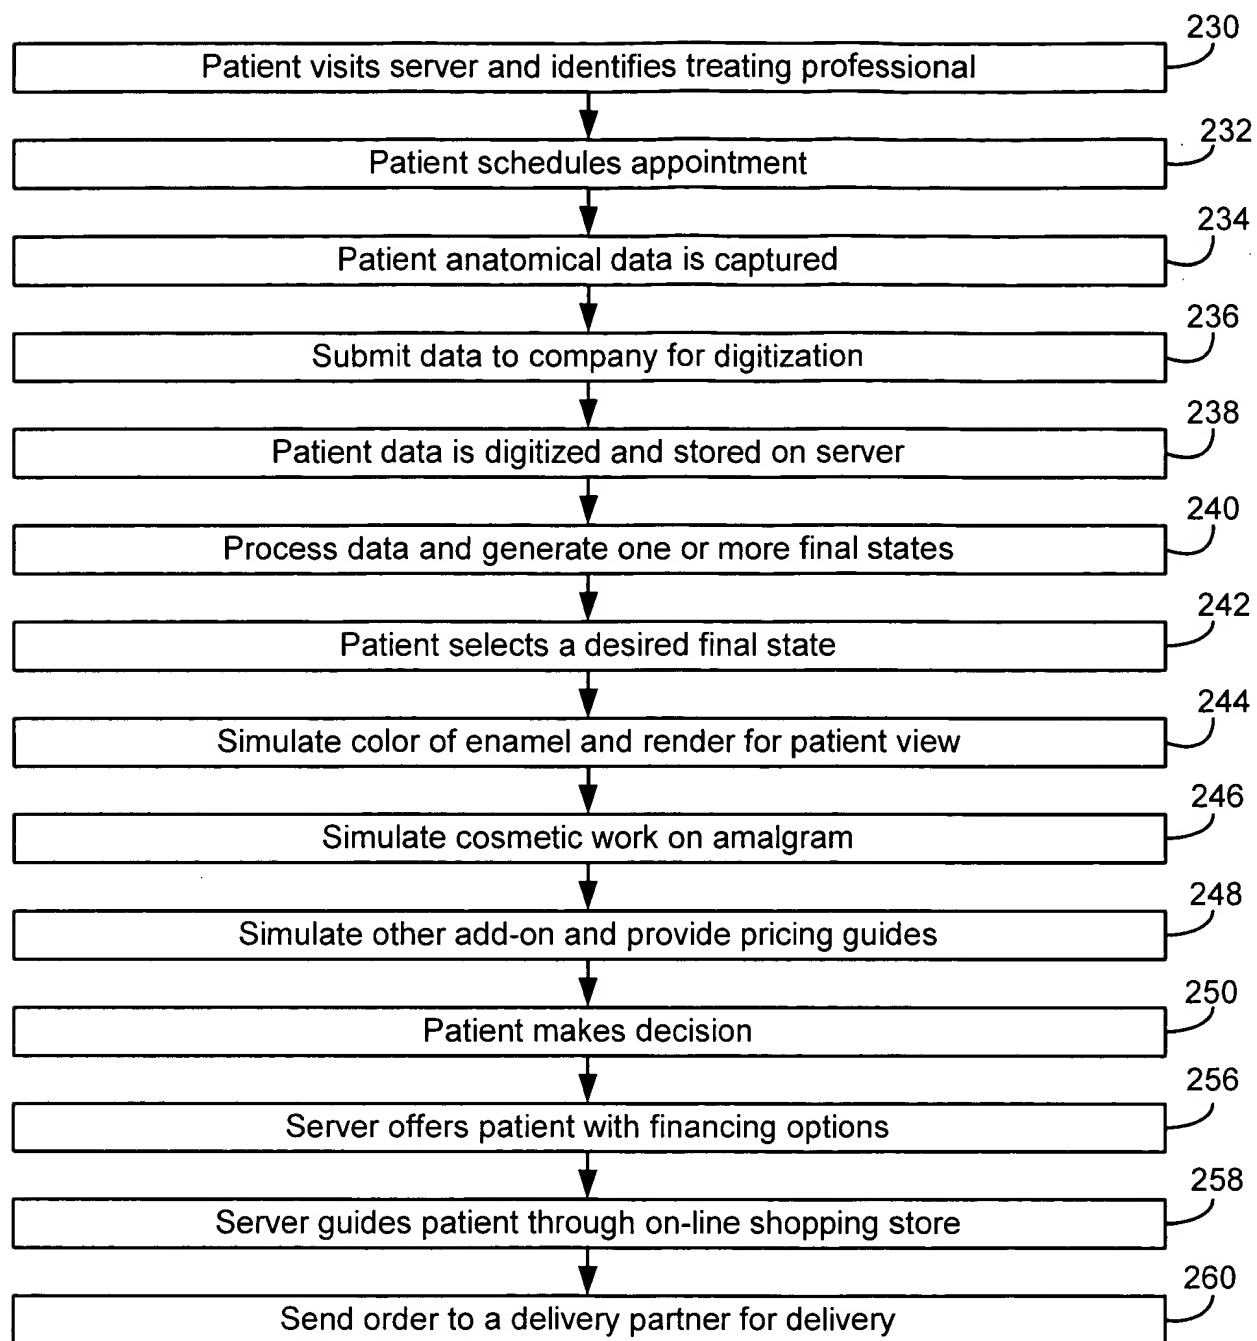 230
Patient visits server and identifies treating professional
232
Patient schedules appointment
234
Patient anatomical data is captured
236
Submit data to company for digitization
238
Patient data is digitized and stored on server
240
Process data and generate one or more final states
242
Patient selects a desired final state
244
Simulate color of enamel and render for patient view
246
Simulate cosmetic work on amalgram
248
Simulate other add-on and provide pricing guides
250
Patient makes decision
256
Server offers patient with financing options
258
Server guides patient through on-line shopping store
260
Send order to a delivery partner for delivery